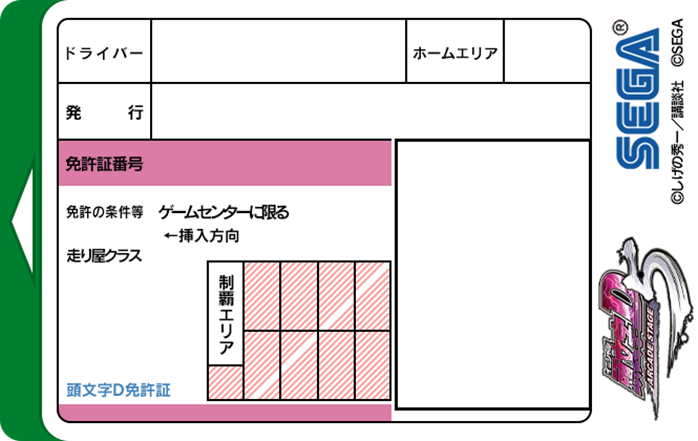 ドライバー
ホームエリア
発 行
免許証番号
免許の条件等 ゲームセンターに限る
←挿入方向
走り屋クラス
制覇エリア
頭文字D免許証
SEGA®
©しげの秀一/講談社 ©SEGA
ARCADE STAGE